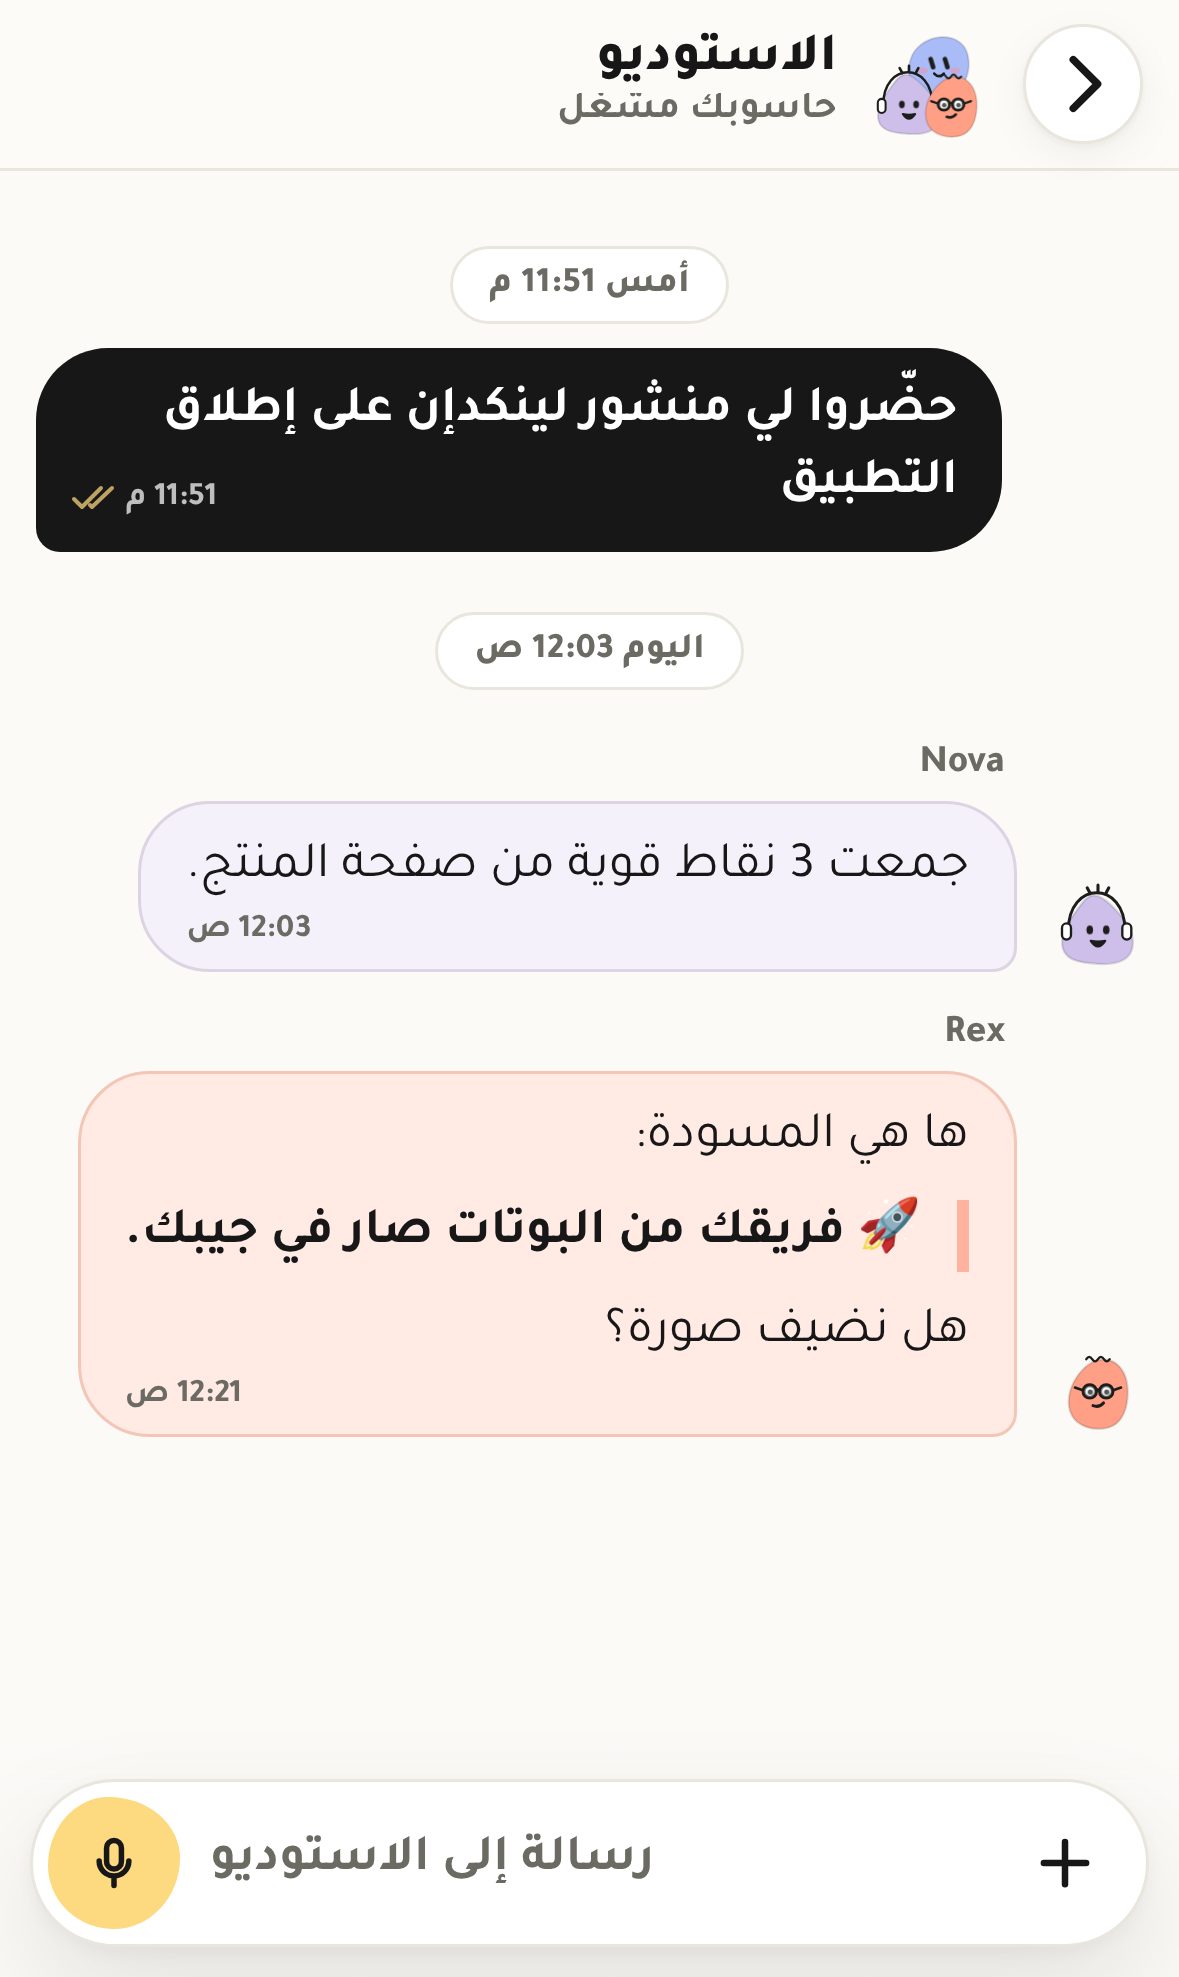 الاستوديو
حاسوبك مشغل
أمس 11:51 م
حضّروا لي منشور لينكدإن على إطلاق
التطبيق
11:51 م
اليوم 12:03 ص
Nova
جمعت 3 نقاط قوية من صفحة المنتج.
12:03 ص
Rex
ها هي المسودة:
🚀 فريقك من البوتات صار في جيبك.
هل نضيف صورة؟
12:21 ص
رسالة إلى الاستوديو